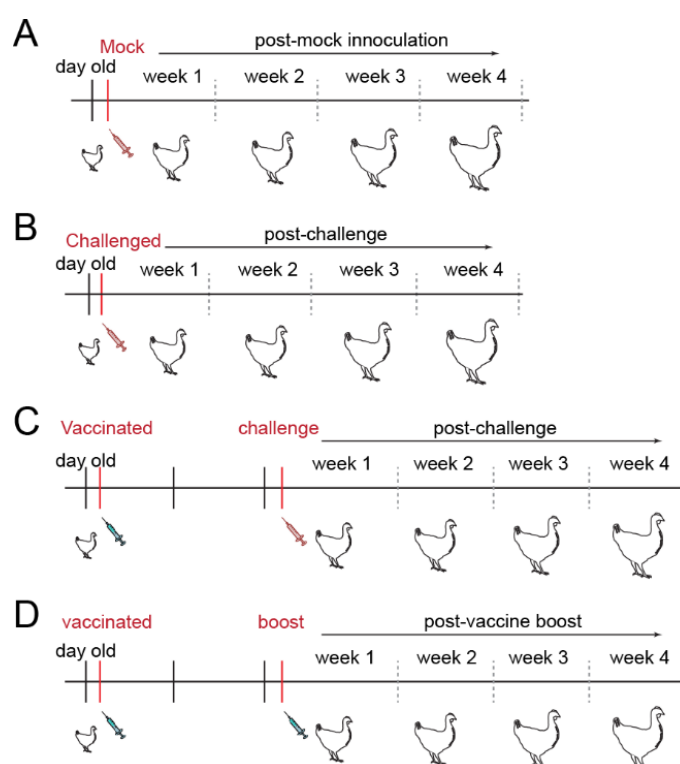 A
Mock
post-mock innoculation
day old
week 1
week 2
week 3
week 4
B
Challenged
post-challenge
day old
week 1
week 2
week 3
week 4
C
Vaccinated
challenge
post-challenge
day old
week 1
week 2
week 3
week 4
D
vaccinated
boost
post-vaccine boost
day old
week 1
week 2
week 3
week 4